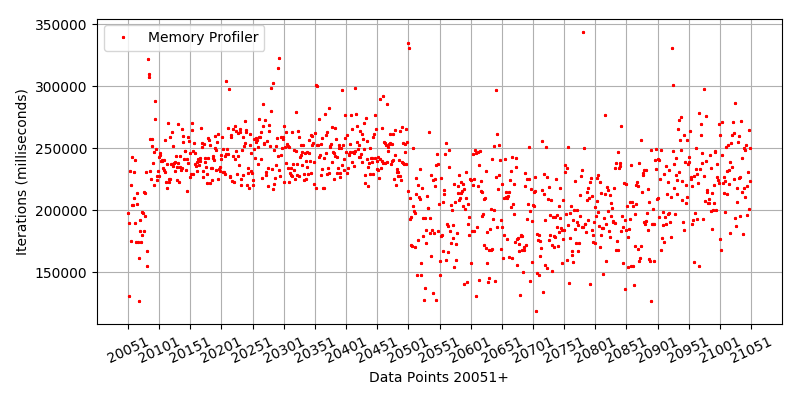 350000
Memory Profiler
300000
250000
200000
150000
Iterations (milliseconds)
20051 20101 20151 20201 20251 20301 20351 20401 20451 20501 20551 20601 20651 20701 20751 20801 20851 20901 20951 21001 21051
Data Points 20051+